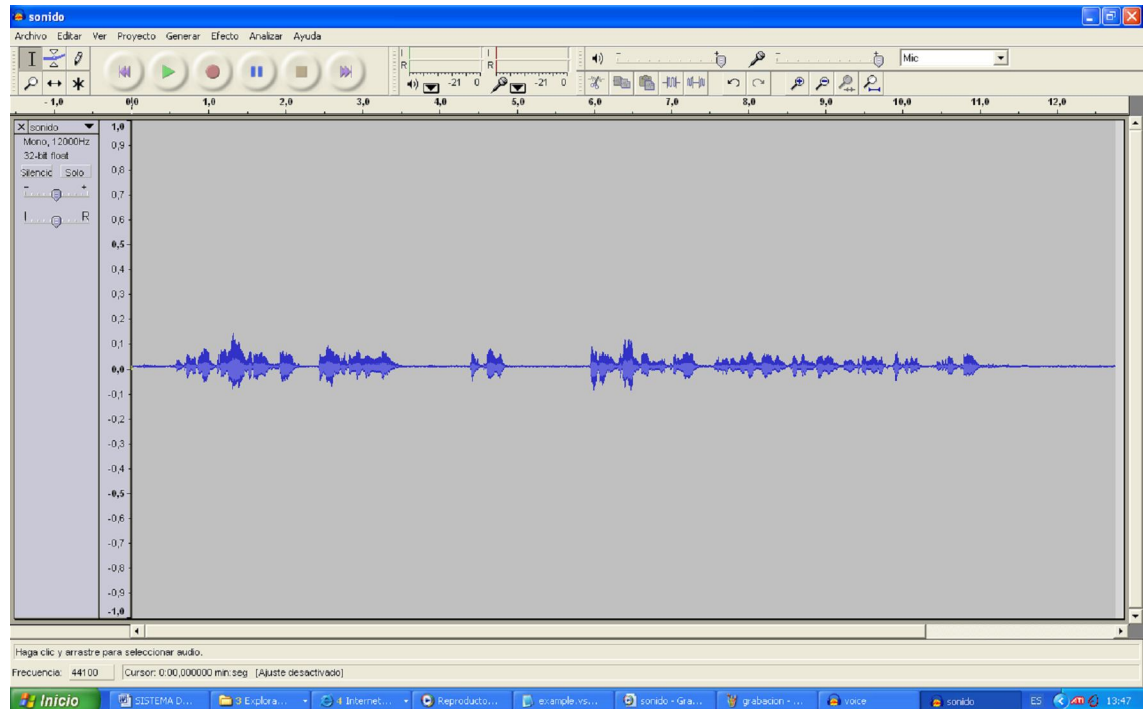 sonido
Archivo Editar Ver Proyecto Generar Efecto Analizar Ayuda
I I
R R
-21 0 -21 0
Mic
- 1,0 0,0 1,0 2,0 3,0 4,0 5,0 6,0 7,0 8,0 9,0 10,0 11,0 12,0
X sonido
Mono, 12000Hz
32-bit float
Silencic Solo
- +
I R
1,0
0,9
0,8
0,7
0,6
0,5
0,4
0,3
0,2
0,1
0,0
-0,1
-0,2
-0,3
-0,4
-0,5
-0,6
-0,7
-0,8
-0,9
-1,0
Haga clic y arrastre para seleccionar audio.
Frecuencia: 44100 Cursor: 0:00,000000 min:seg [Ajuste desactivado]
Inicio SISTEMA D... 3 Explora... 4 Internet... Reproducto... example.vs... sonido - Gra... grabacion - ... voice sonido ES 13:47